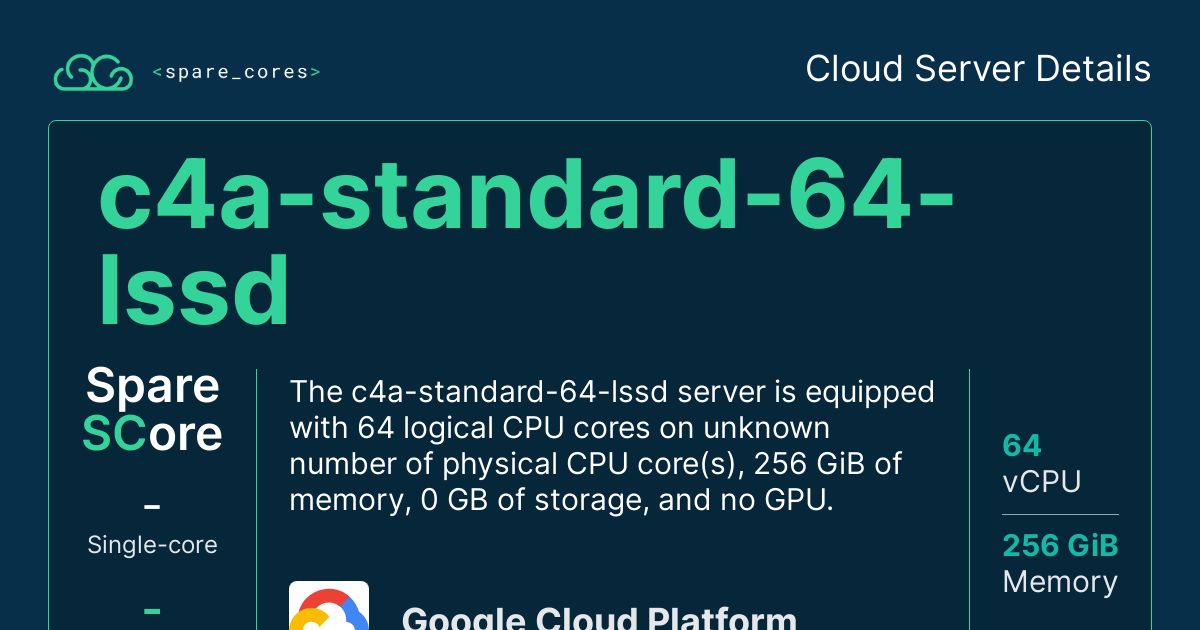 <spare_cores>
Cloud Server Details
c4a-standard-64-
lssd
Spare
SCore
-
Single-core
-
The c4a-standard-64-lssd server is equipped
with 64 logical CPU cores on unknown
number of physical CPU core(s), 256 GiB of
memory, 0 GB of storage, and no GPU.
Google Cloud Platform
64
vCPU
256 GiB
Memory